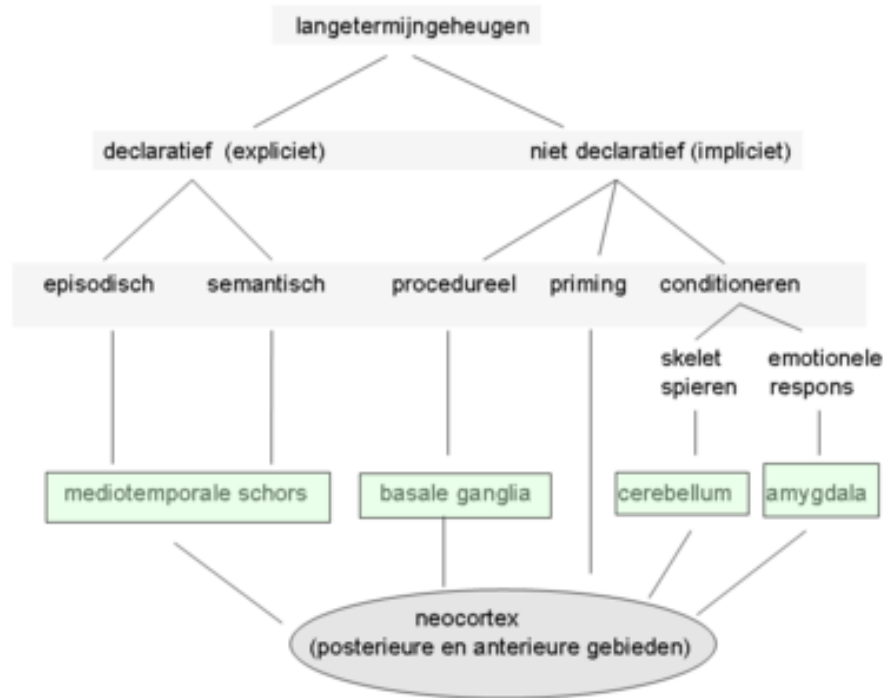 langetermijngeheugen
declaratief (expliciet) niet declaratief (impliciet)
episodisch semantisch procedureel priming conditioneren
skelet spieren
emotionele respons
mediotemporale schors basale ganglia cerebellum amygdala
neocortex
(posterieure en anterieure gebieden)